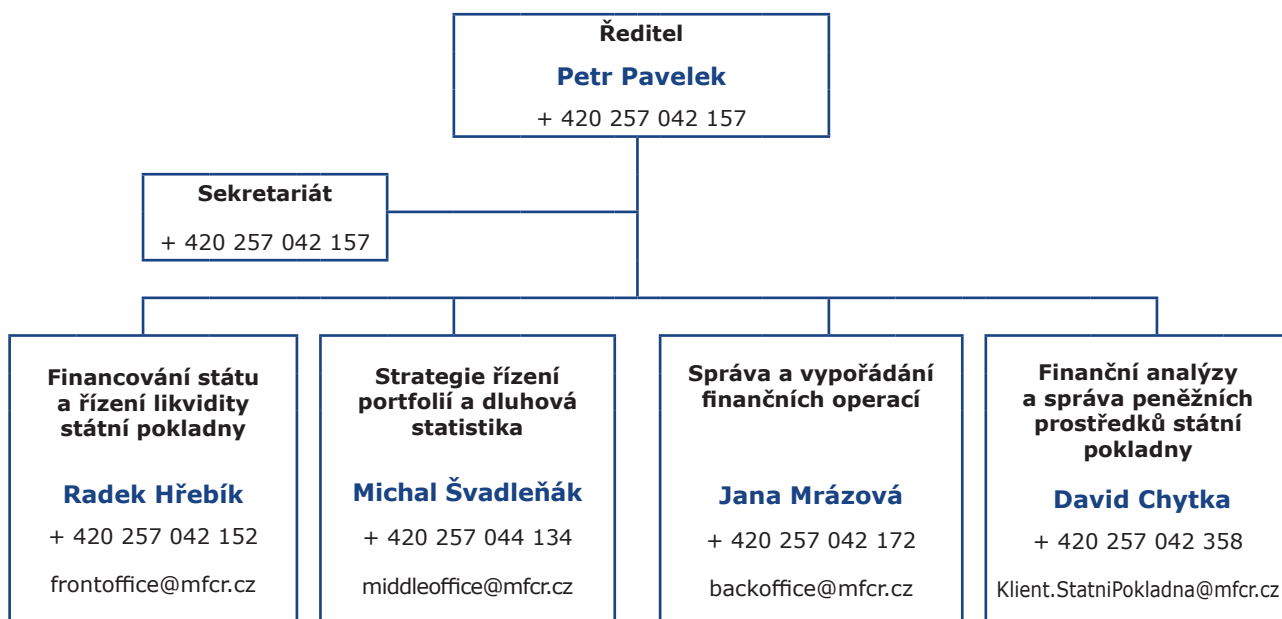 Ředitel
Petr Pavelek
+ 420 257 042 157
Sekretariát
+ 420 257 042 157
Financování státu
a řízení likvidity
státní pokladny
Radek Hřebík
+ 420 257 042 152
frontoffice@mfcr.cz
Strategie řízení
portfolií a dluhová
statistika
Michal Švadleňák
+ 420 257 044 134
middleoffice@mfcr.cz
Správa a vypořádání
finančních operací
Jana Mrázová
+ 420 257 042 172
backoffice@mfcr.cz
Finanční analýzy
a správa peněžních
prostředků státní
pokladny
David Chytka
+ 420 257 042 358
Klient.StatniPokladna@mfcr.cz